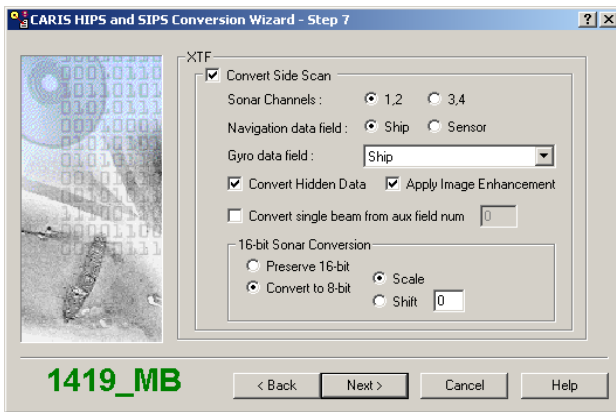 CARIS HIPS and SIPS Conversion Wizard - Step 7
XTF
Convert Side Scan
Sonar Channels : 1,2 3,4
Navigation data field : Ship Sensor
Gyro data field : Ship
Convert Hidden Data Apply Image Enhancement
Convert single beam from aux field num 0
16-bit Sonar Conversion
Preserve 16-bit
Convert to 8-bit
Scale
Shift 0
1419_MB
< Back Next > Cancel Help